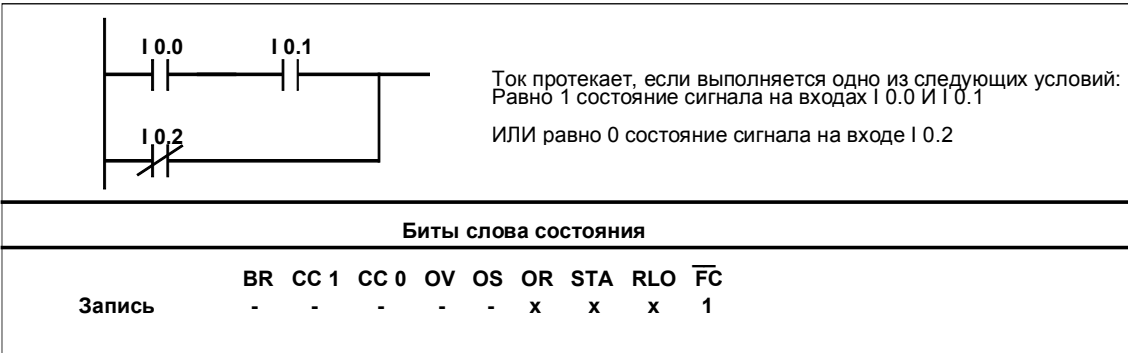 I 0.0 I 0.1
Ток протекает, если выполняется одно из следующих условий:
Равно 1 состояние сигнала на входах I 0.0 И I 0.1
I 0.2
ИЛИ равно 0 состояние сигнала на входе I 0.2
Биты слова состояния
BR CC 1 CC 0 OV OS OR STA RLO F̅C̅
Запись - - - - - x x x 1